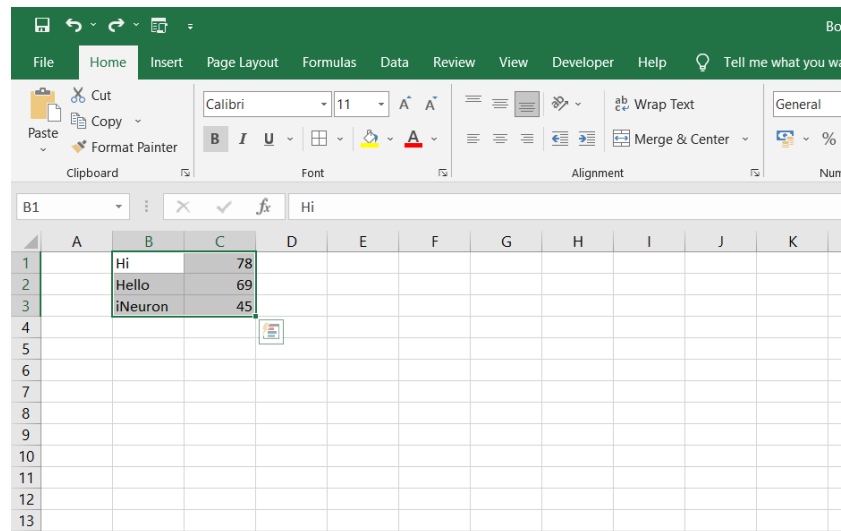 Bo
File Home Insert Page Layout Formulas Data Review View Developer Help Tell me what you wa
Cut
Calibri 11 A A ab Wrap Text General
Copy
Paste
B I U A Merge & Center %
Format Painter
Clipboard Font Alignment Num
B1 fx Hi
A B C D E F G H I J K
1 Hi 78
2 Hello 69
3 iNeuron 45
4
5
6
7
8
9
10
11
12
13